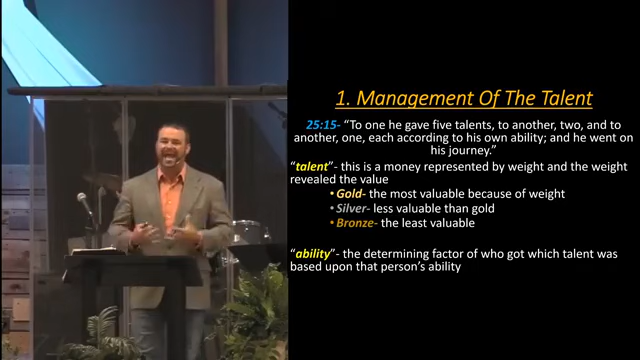 1. Management Of The Talent
25:15- “To one he gave five talents, to another, two, and to
another, one, each according to his own ability; and he went on
his journey.”
“talent”- this is a money represented by weight and the weight
revealed the value
• Gold- the most valuable because of weight
• Silver- less valuable than gold
• Bronze- the least valuable
“ability”- the determining factor of who got which talent was
based upon that person’s ability